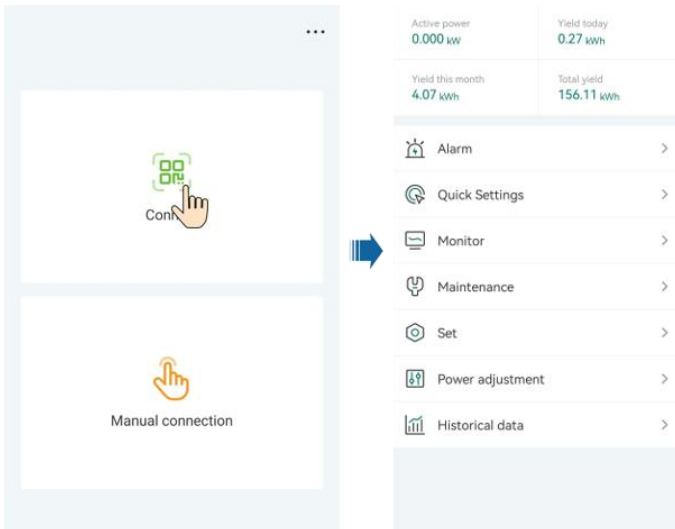 ...
Conn
Manual connection
Active power
0.000 kW
Yield today
0.27 kWh
Yield this month
4.07 kWh
Total yield
156.11 kWh
Alarm
Quick Settings
Monitor
Maintenance
Set
Power adjustment
Historical data